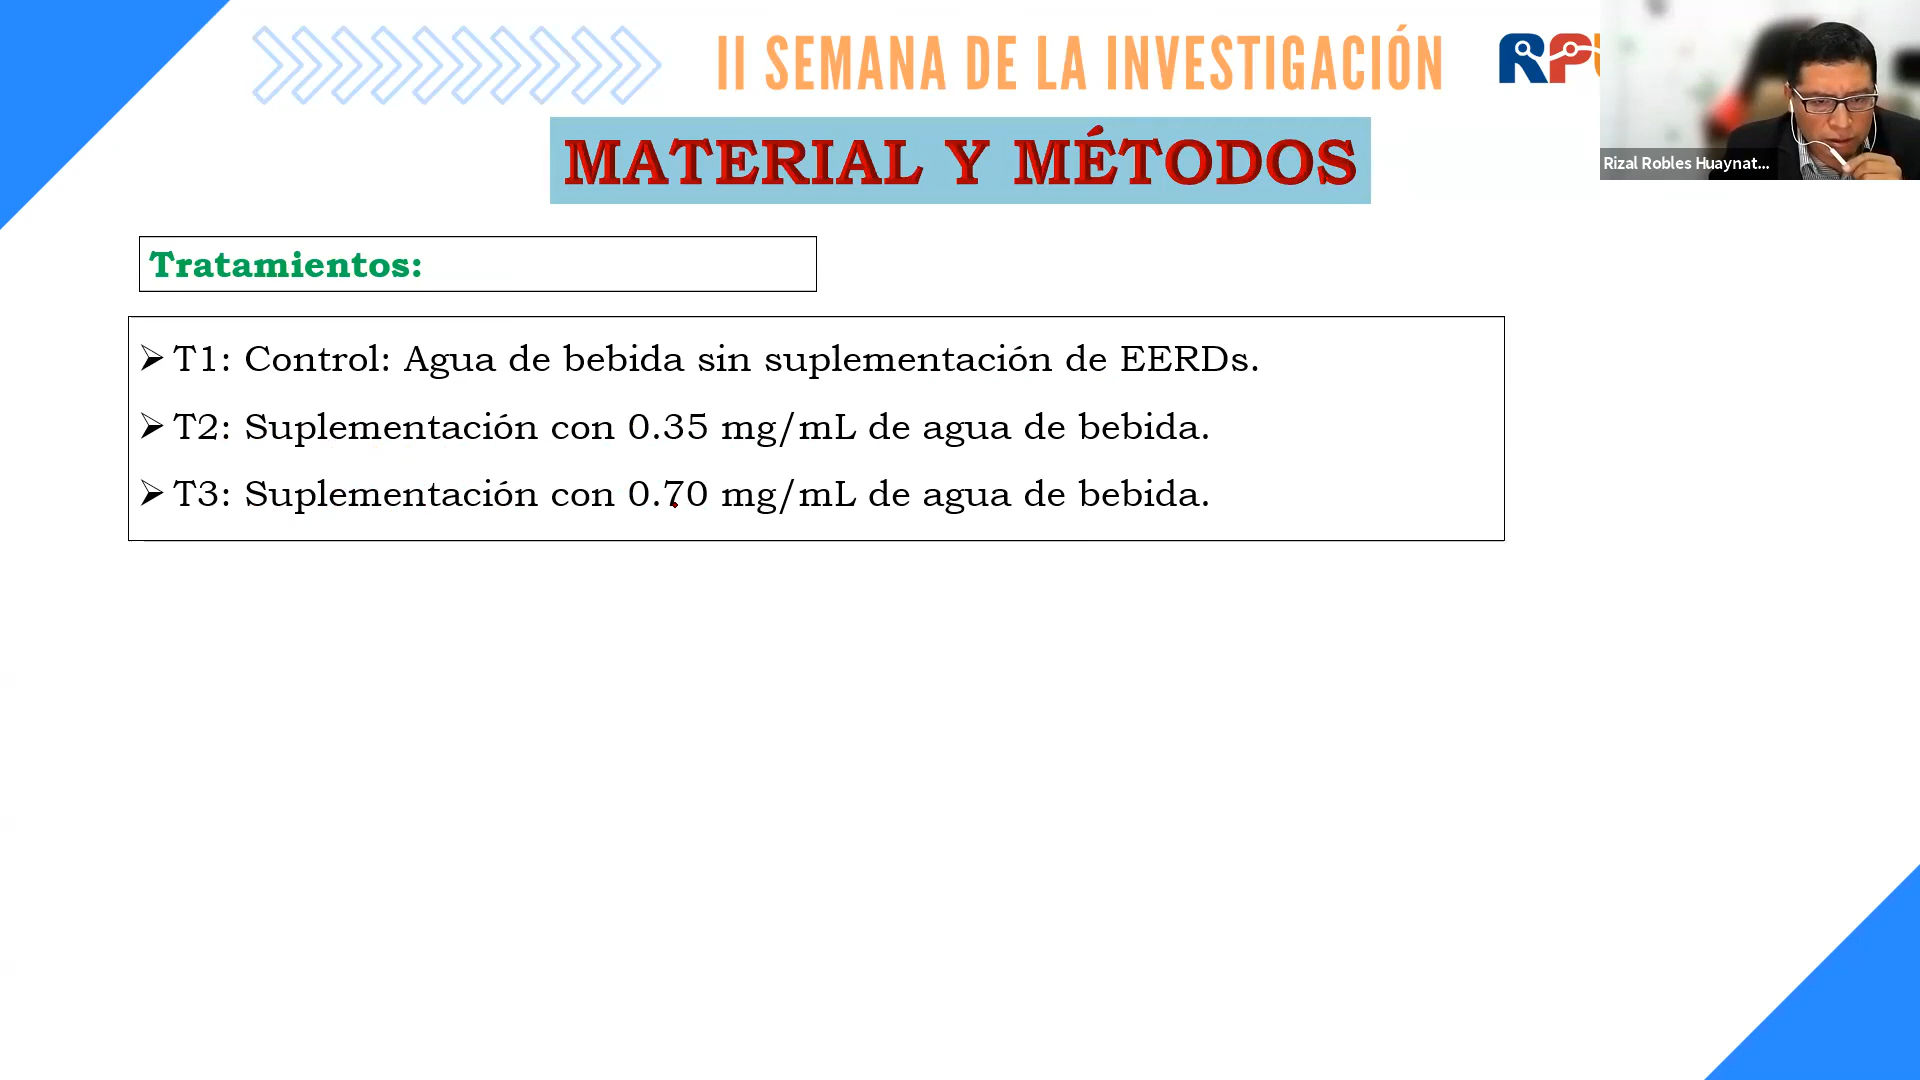 II SEMANA DE LA INVESTIGACIÓN
RP
MATERIAL Y MÉTODOS
Rizal Robles Huaynat...
Tratamientos:
➢ T1: Control: Agua de bebida sin suplementación de EERDs.
➢ T2: Suplementación con 0.35 mg/mL de agua de bebida.
➢ T3: Suplementación con 0.70 mg/mL de agua de bebida.